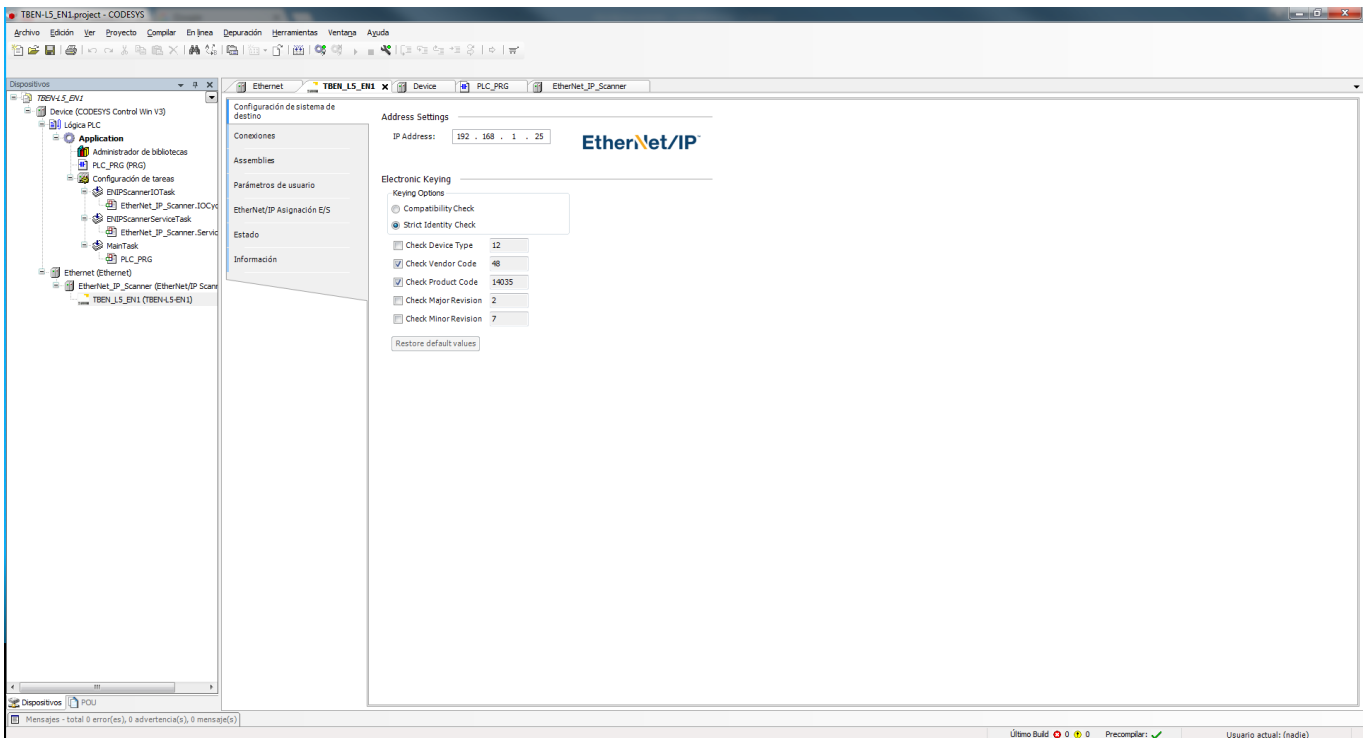 TBEN-L5_EN1.project - CODESYS
Archivo Edición Ver Proyecto Compilar En línea Depuración Herramientas Ventana Ayuda
Dispositivos
TBEN-L5_EN1
Device (CODESYS Control Win V3)
Lógica PLC
Application
Administrador de bibliotecas
PLC_PRG (PRG)
Configuración de tareas
ENIPScannerIOTask
EtherNet_IP_Scanner.IOCyc
ENIPScannerServiceTask
EtherNet_IP_Scanner.Servic
MainTask
PLC_PRG
Ethernet (Ethernet)
EtherNet_IP_Scanner (EtherNet/IP Scanr
TBEN_L5_EN1 (TBEN-L5-EN1)
Dispositivos POU
Ethernet TBEN_L5_EN1 Device PLC_PRG EtherNet_IP_Scanner
Configuración de sistema de
destino
Conexiones
Assemblies
Parámetros de usuario
EtherNet/IP Asignación E/S
Estado
Información
Address Settings
IP Address: 192 . 168 . 1 . 25
EtherNet/IP
Electronic Keying
Keying Options
Compatibility Check
Strict Identity Check
Check Device Type 12
Check Vendor Code 48
Check Product Code 14035
Check Major Revision 2
Check Minor Revision 7
Restore default values
Mensajes - total 0 error(es), 0 advertencia(s), 0 mensaje(s)
Último Build 0 0 Precompilar: Usuario actual: (nadie)